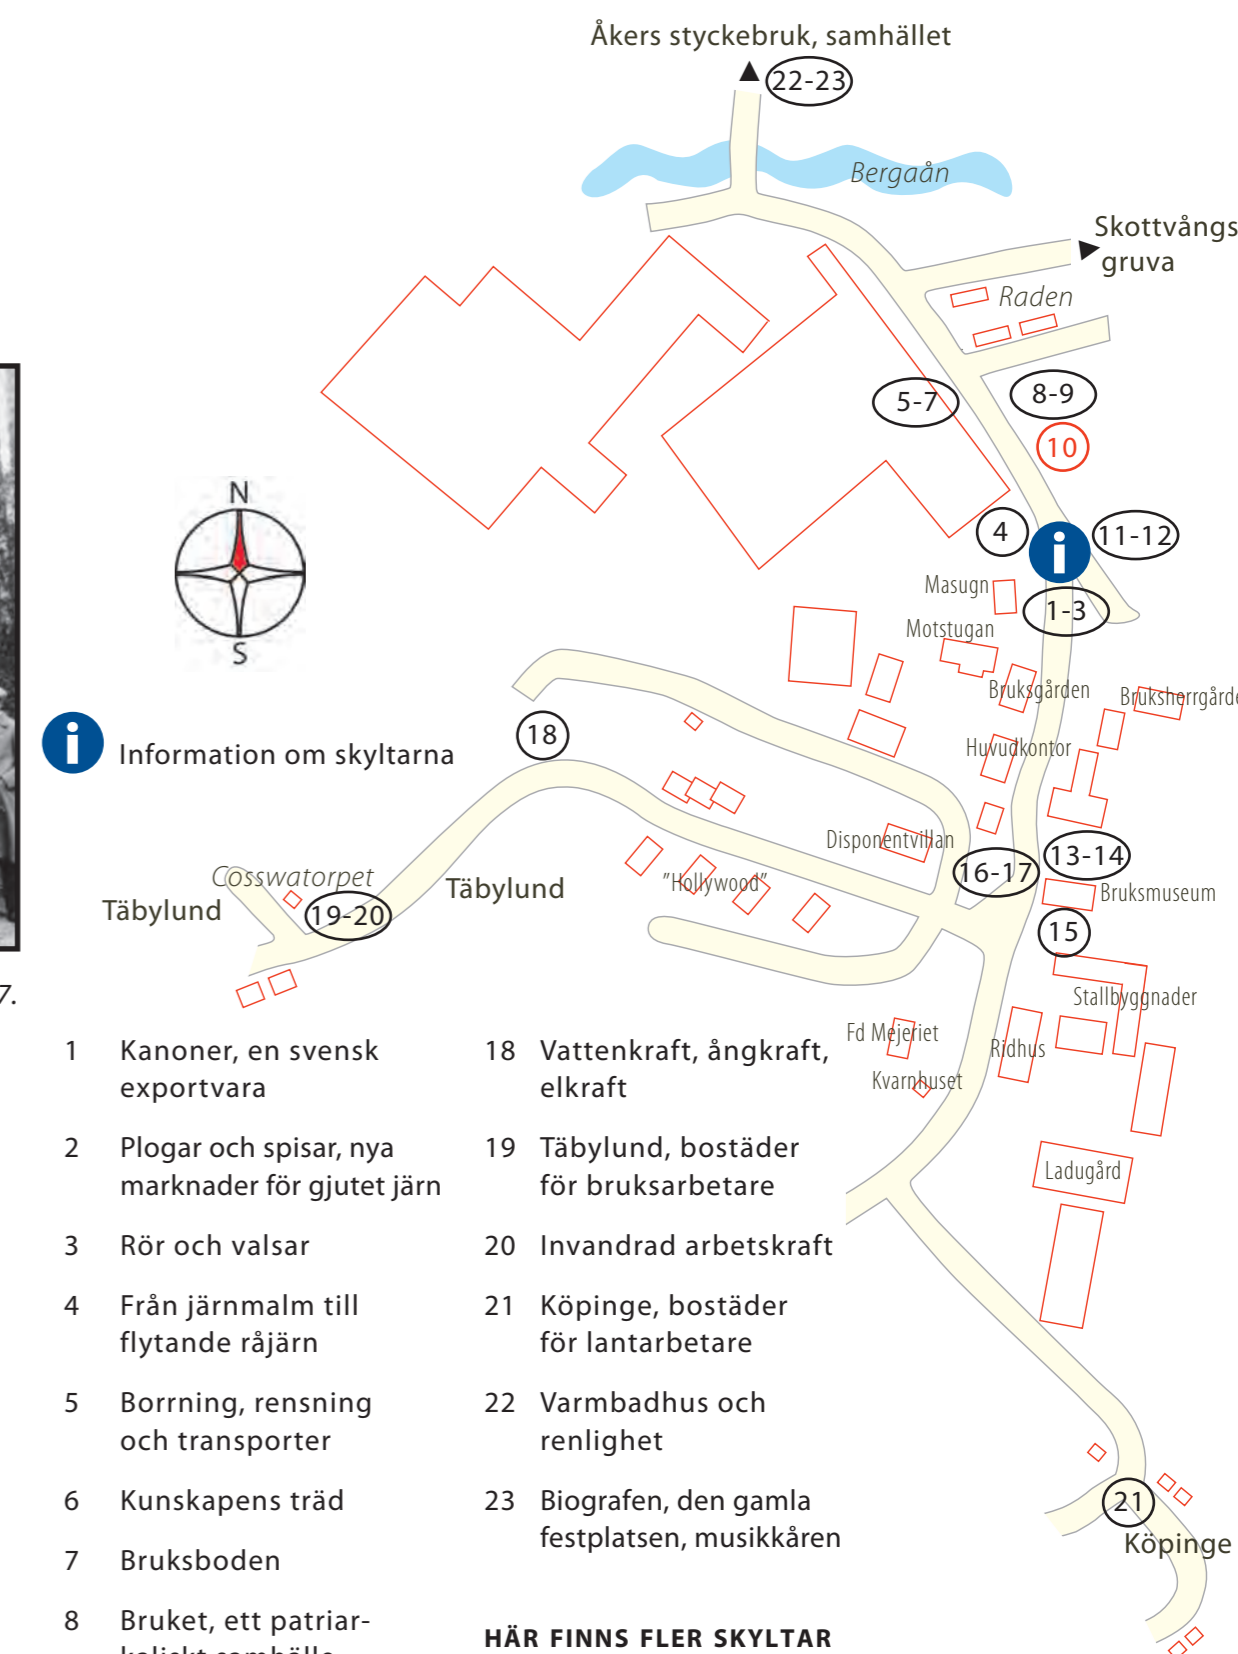 Åkers styckebruk, samhället
22-23
Bergaån
Skottvångs
gruva
Raden
5-7
8-9
10
4
11-12
N
S
Masugn
1-3
Motstugan
Bruksgården
Huvudkontor
18
Information om skyltarna
Disponentvillan
16-17
13-14
Bruksmuseum
Cosswatorpet
Täbylund
19-20
Täbylund
"Hollywood"
15
Stallbyggnader
7.
Fd Mejeriet
Ridhus
Kvarnhuset
Ladugård
21
Köpinge
1 Kanoner, en svensk
exportvara
2 Plogar och spisar, nya
marknader för gjutet järn
3 Rör och valsar
4 Från järnmalm till
flytande råjärn
5 Borrning, rensning
och transporter
6 Kunskapens träd
7 Bruksboden
8 Bruket, ett patriar-
kaliskt samhälle
18 Vattenkraft, ångkraft,
elkraft
19 Täbylund, bostäder
för bruksarbetare
20 Invandrad arbetskraft
21 Köpinge, bostäder
för lantarbetare
22 Varmbadhus och
renlighet
23 Biografen, den gamla
festplatsen, musikkåren
HÄR FINNS FLER SKYLTAR